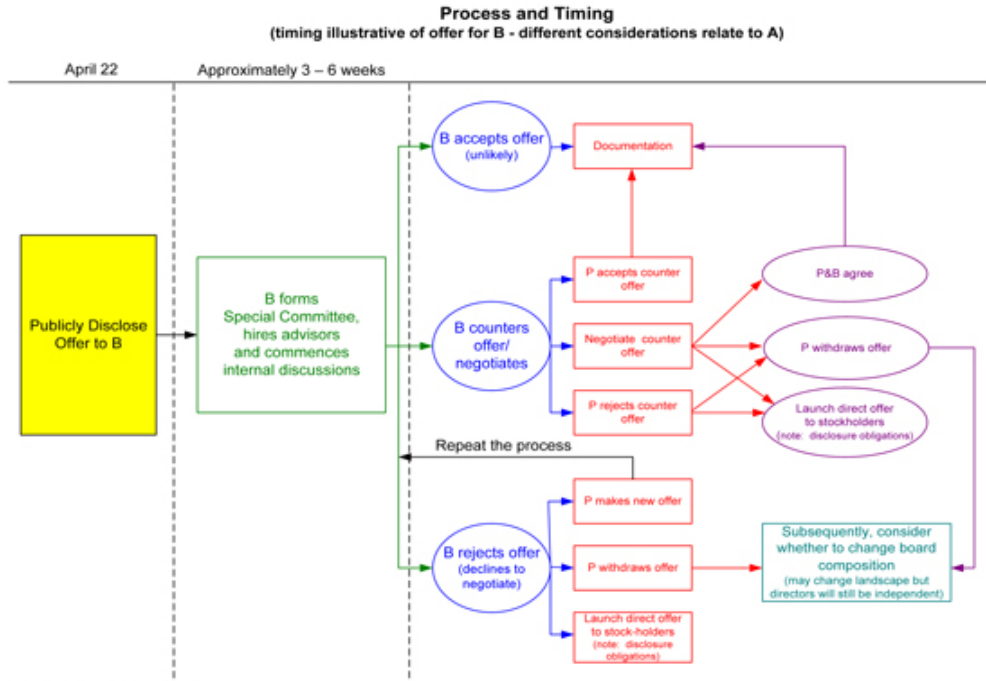 Process and Timing
(timing illustrative of offer for B - different considerations relate to A)
April 22
Approximately 3 – 6 weeks
B accepts offer
(unlikely)
Documentation
Publicly Disclose
Offer to B
B forms
Special Committee,
hires advisors
and commences
internal discussions
B counters
offer/
negotiates
P accepts counter
offer
Negotiate counter
offer
P rejects counter
offer
P&B agree
P withdraws offer
Launch direct offer
to stockholders
(note: disclosure obligations)
Repeat the process
B rejects offer
(declines to
negotiate)
P makes new offer
P withdraws offer
Launch direct offer
to stock-holders
(note: disclosure
obligations)
Subsequently, consider
whether to change board
composition
(may change landscape but
directors will still be independent)